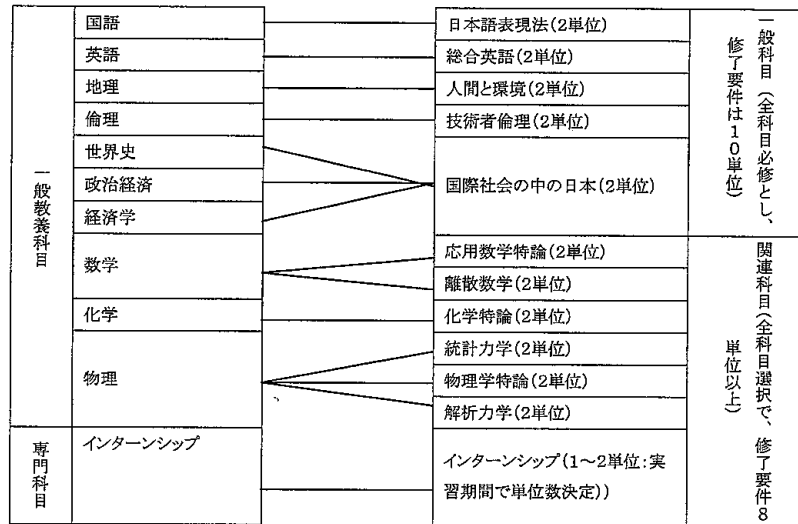 一般教養科目
国語
英語
地理
倫理
世界史
政治経済
経済学
数学
化学
物理
専門科目
インターンシップ
日本語表現法(2単位)
総合英語(2単位)
人間と環境(2単位)
技術者倫理(2単位)
国際社会の中の日本(2単位)
応用数学特論(2単位)
離散数学(2単位)
化学特論(2単位)
統計力学(2単位)
物理学特論(2単位)
解析力学(2単位)
インターンシップ(1～2単位:実
習期間で単位数決定))
一般科目(全科目必修とし、
修了要件は10単位)
関連科目(全科目選択で、修了要件8
単位以上)